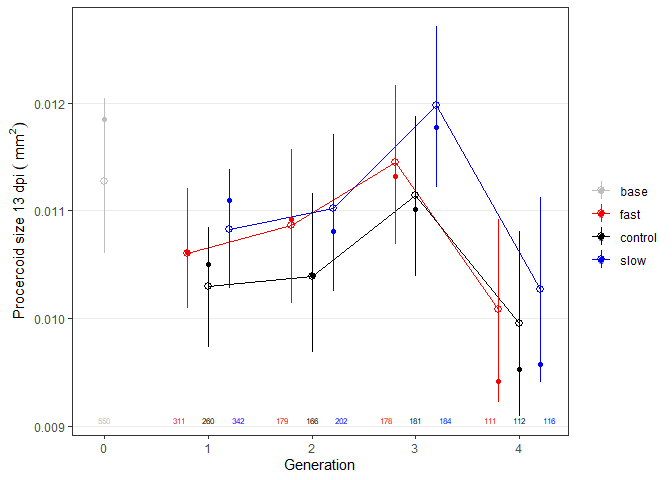 0.012
0.011
0.010
0.009
Procercoid size 13 dpi ( mm²)
550 311 260 342 179 166 202 178 181 184 111 112 116
0 1 2 3 4
Generation
base
fast
control
slow